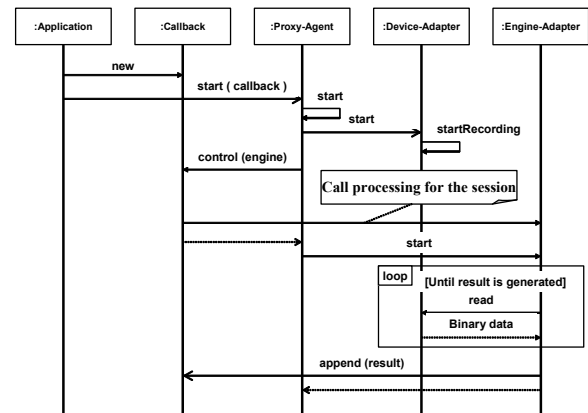 :Application :Callback :Proxy-Agent :Device-Adapter :Engine-Adapter
new
start ( callback )
start
start
startRecording
control (engine)
Call processing for the session
start
loop [Until result is generated]
read
Binary data
append (result)